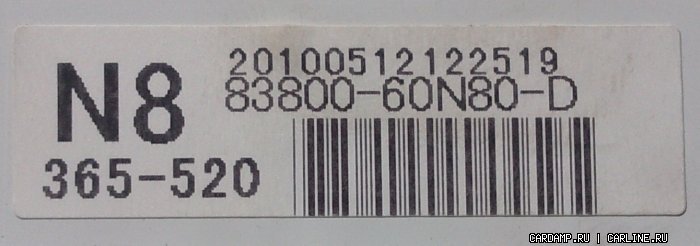 20100512122519
N8 83800-60N80-D
365-520
CARDAMP.RU | CARLINE.RU